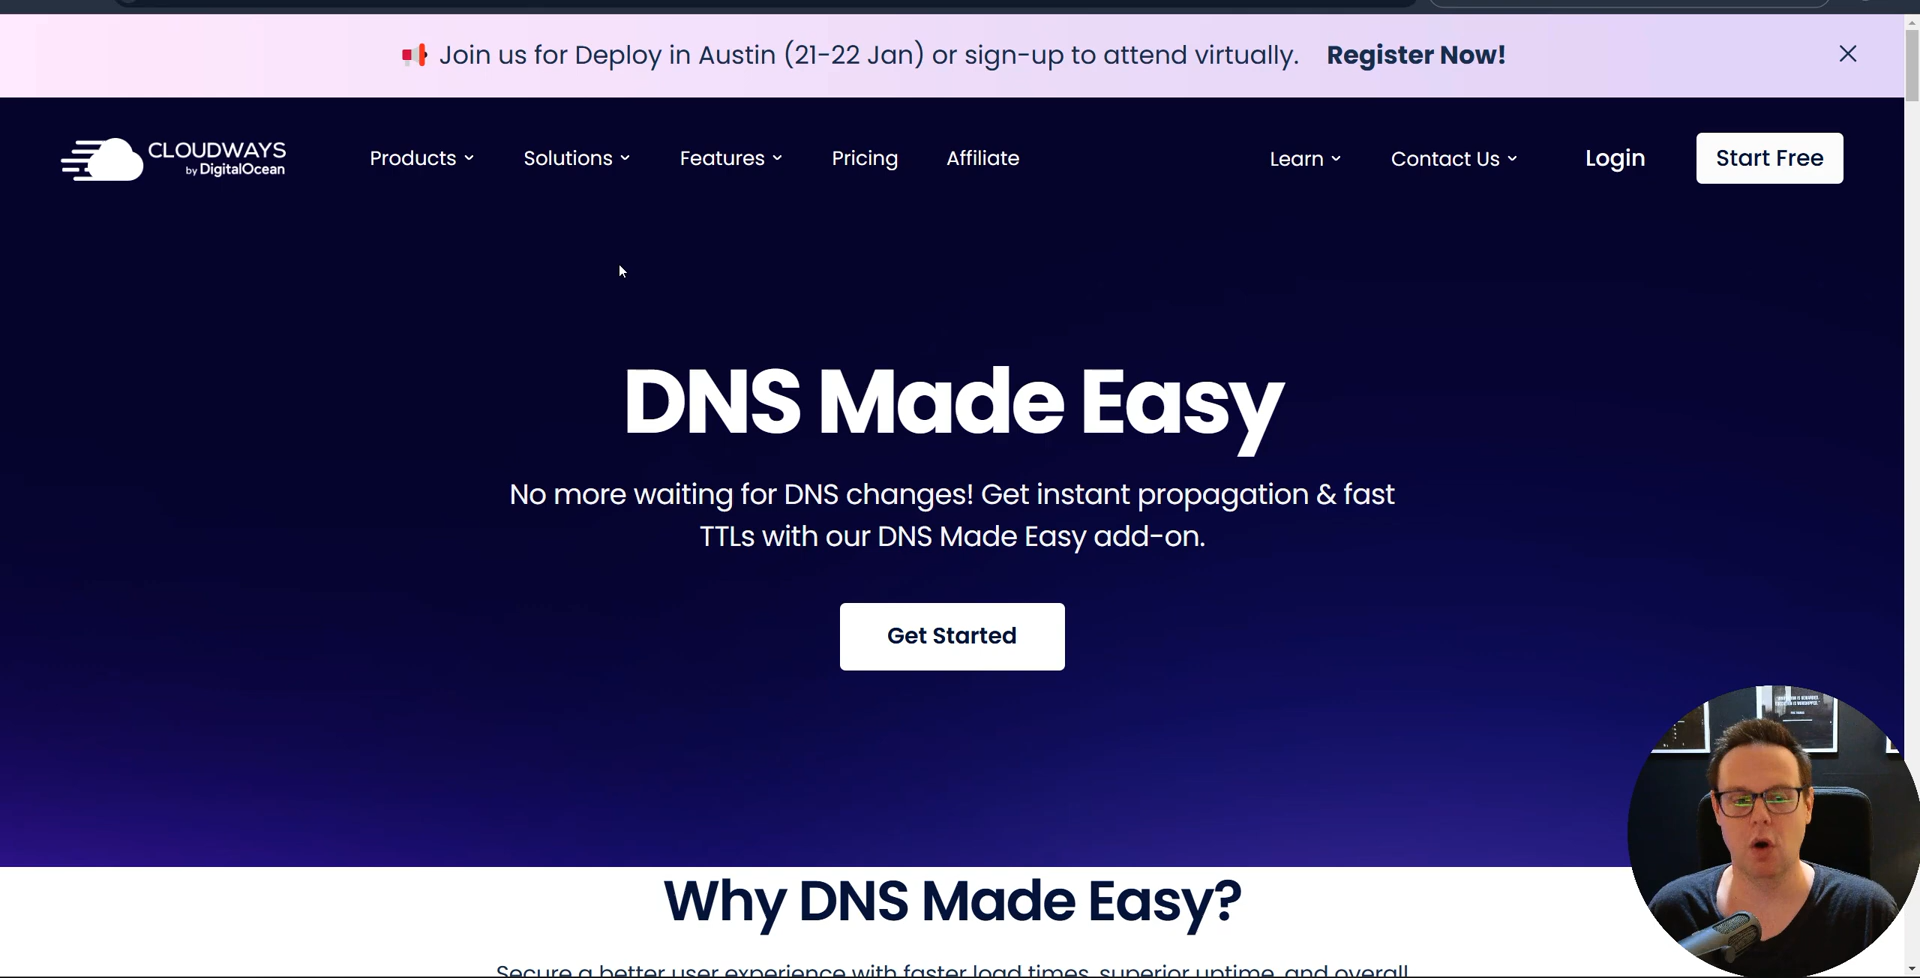 Join us for Deploy in Austin (21-22 Jan) or sign-up to attend virtually. Register Now!
CLOUDWAYS
by DigitalOcean
Products
Solutions
Features
Pricing
Affiliate
Learn
Contact Us
Login
Start Free
DNS Made Easy
No more waiting for DNS changes! Get instant propagation & fast
TTLs with our DNS Made Easy add-on.
Get Started
Why DNS Made Easy?
Secure a better user experience with faster load times, superior uptime, and overall